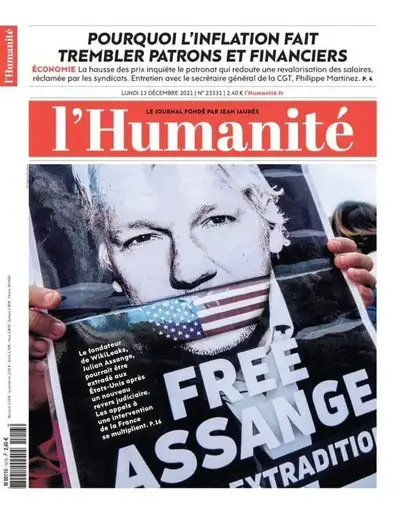 l'Humanité
POURQUOI L'INFLATION FAIT
TREMBLER PATRONS ET FINANCIERS
ÉCONOMIE La hausse des prix inquiète le patronat qui redoute une revalorisation des salaires,
réclamée par les syndicats. Entretien avec le secrétaire général de la CGT, Philippe Martinez. P. 4
LUNDI 13 DÉCEMBRE 2021 | N° 23331 | 2,40 € l'Humanité.fr
LE JOURNAL FONDÉ PAR JEAN JAURÈS
l'Humanité
Le fondateur
de WikiLeaks,
Julian Assange,
pourrait être
extradé aux
États-Unis après
un nouveau
revers judiciaire.
Les appels à
une intervention
de la France
se multiplient. P.16
FREE
ASSANGE
EXTRADITION